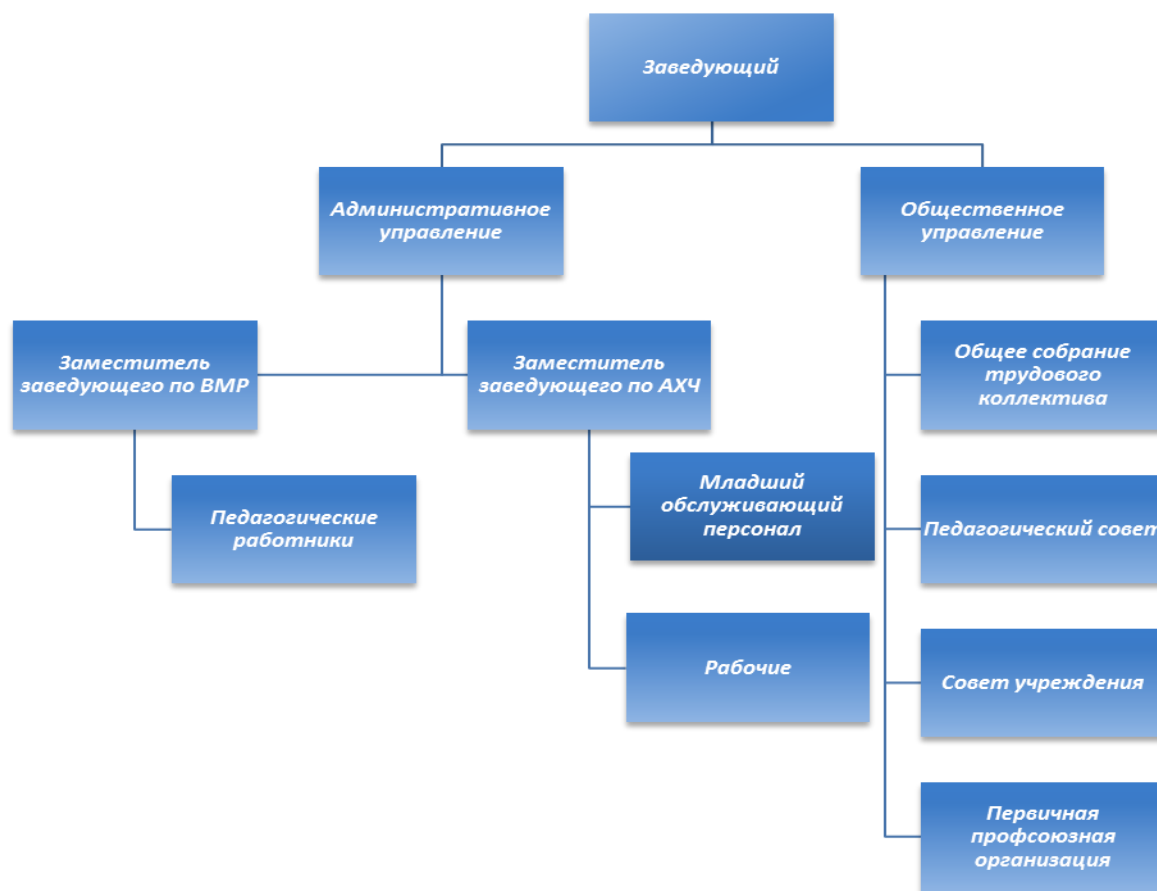 Заведующий
Административное
управление
Общественное
управление
Заместитель
заведующего по ВМР
Заместитель
заведующего по АХЧ
Общее собрание
трудового
коллектива
Педагогические
работники
Младший
обслуживающий
персонал
Педагогический совет
Рабочие
Совет учреждения
Первичная
профсоюзная
организация